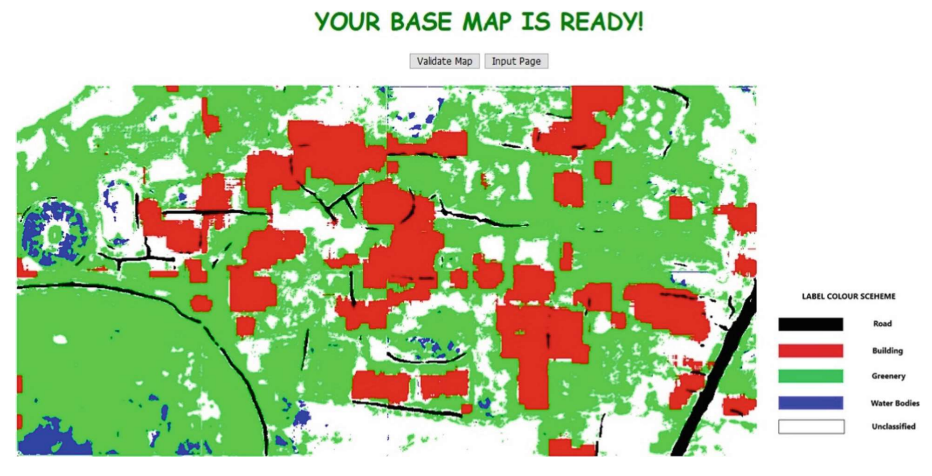 YOUR BASE MAP IS READY!
Validate Map Input Page
LABEL COLOUR SCEHEME
Road
Building
Greenery
Water Bodies
Unclassified